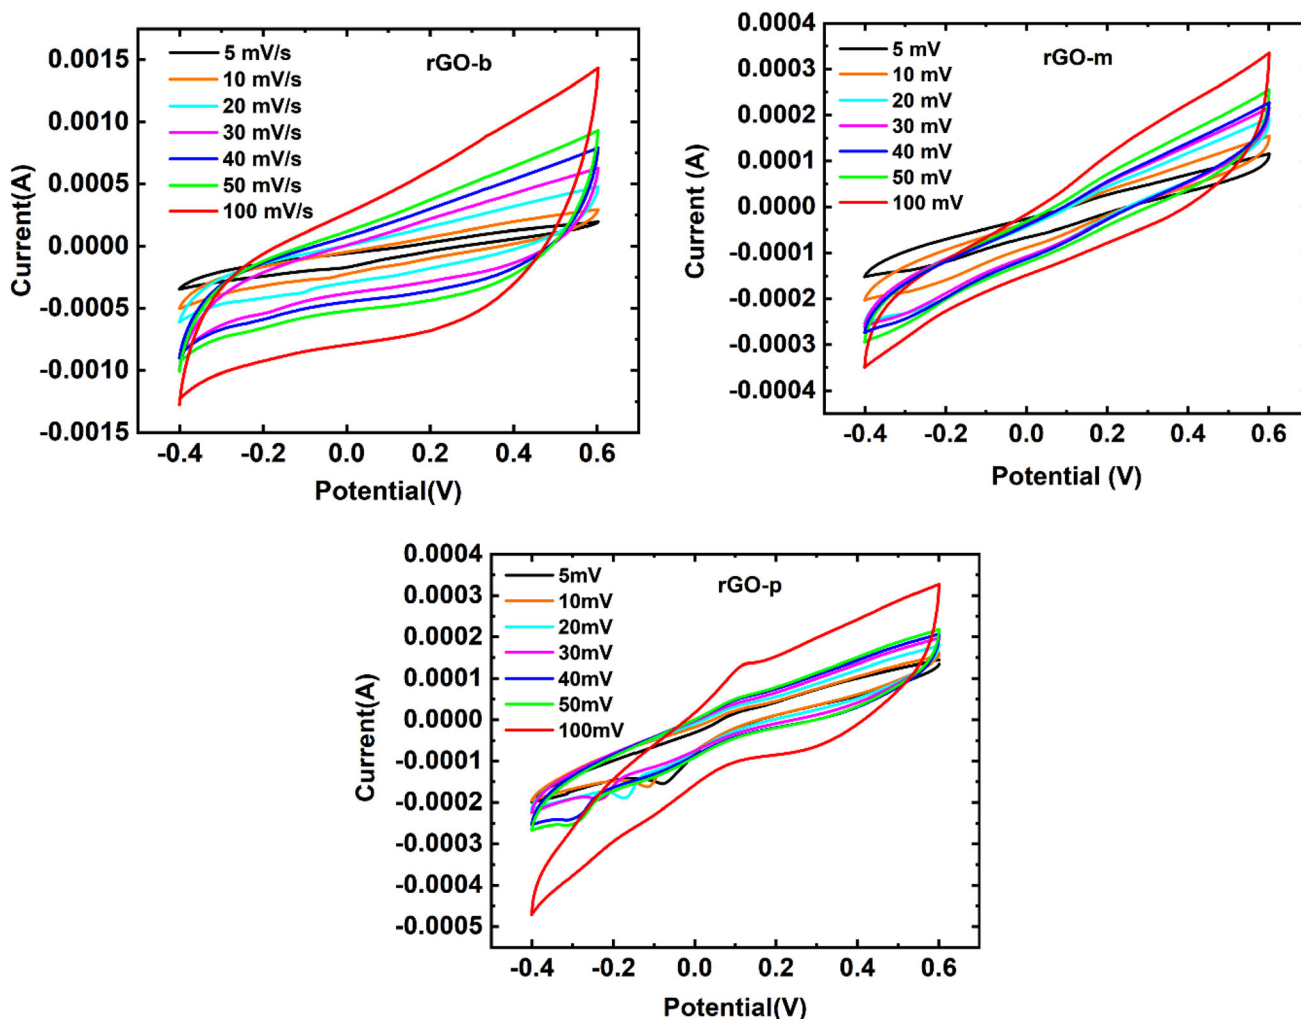 rGO-b
5 mV/s
10 mV/s
20 mV/s
30 mV/s
40 mV/s
50 mV/s
100 mV/s
0.0015
0.0010
0.0005
0.0000
-0.0005
-0.0010
-0.0015
Current(A)
-0.4 -0.2 0.0 0.2 0.4 0.6
Potential(V)
rGO-m
5 mV
10 mV
20 mV
30 mV
40 mV
50 mV
100 mV
0.0004
0.0003
0.0002
0.0001
0.0000
-0.0001
-0.0002
-0.0003
-0.0004
Current (A)
-0.4 -0.2 0.0 0.2 0.4 0.6
Potential (V)
rGO-p
5mV
10mV
20mV
30mV
40mV
50mV
100mV
0.0004
0.0003
0.0002
0.0001
0.0000
-0.0001
-0.0002
-0.0003
-0.0004
-0.0005
Current(A)
-0.4 -0.2 0.0 0.2 0.4 0.6
Potential(V)